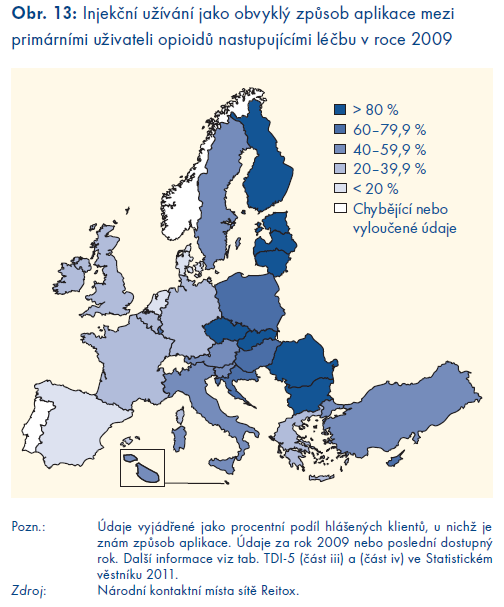 Obr. 13: Injekční užívání jako obvyklý způsob aplikace mezi
primárními uživateli opioidů nastupujícími léčbu v roce 2009
> 80 %
60–79,9 %
40–59,9 %
20–39,9 %
< 20 %
Chybějící nebo
vyloučené údaje
Pozn.: Údaje vyjádřené jako procentní podíl hlášených klientů, u nichž je
znám způsob aplikace. Údaje za rok 2009 nebo poslední dostupný
rok. Další informace viz tab. TDI-5 (část iii) a (část iv) ve Statistickém
věstníku 2011.
Zdroj: Národní kontaktní místa sítě Reitox.